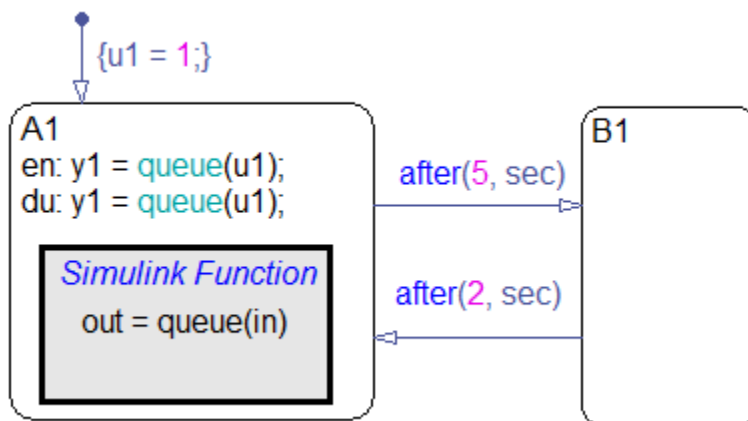 {u1 = 1;}
A1
en: y1 = queue(u1);
du: y1 = queue(u1);
Simulink Function
out = queue(in)
after(5, sec)
after(2, sec)
B1